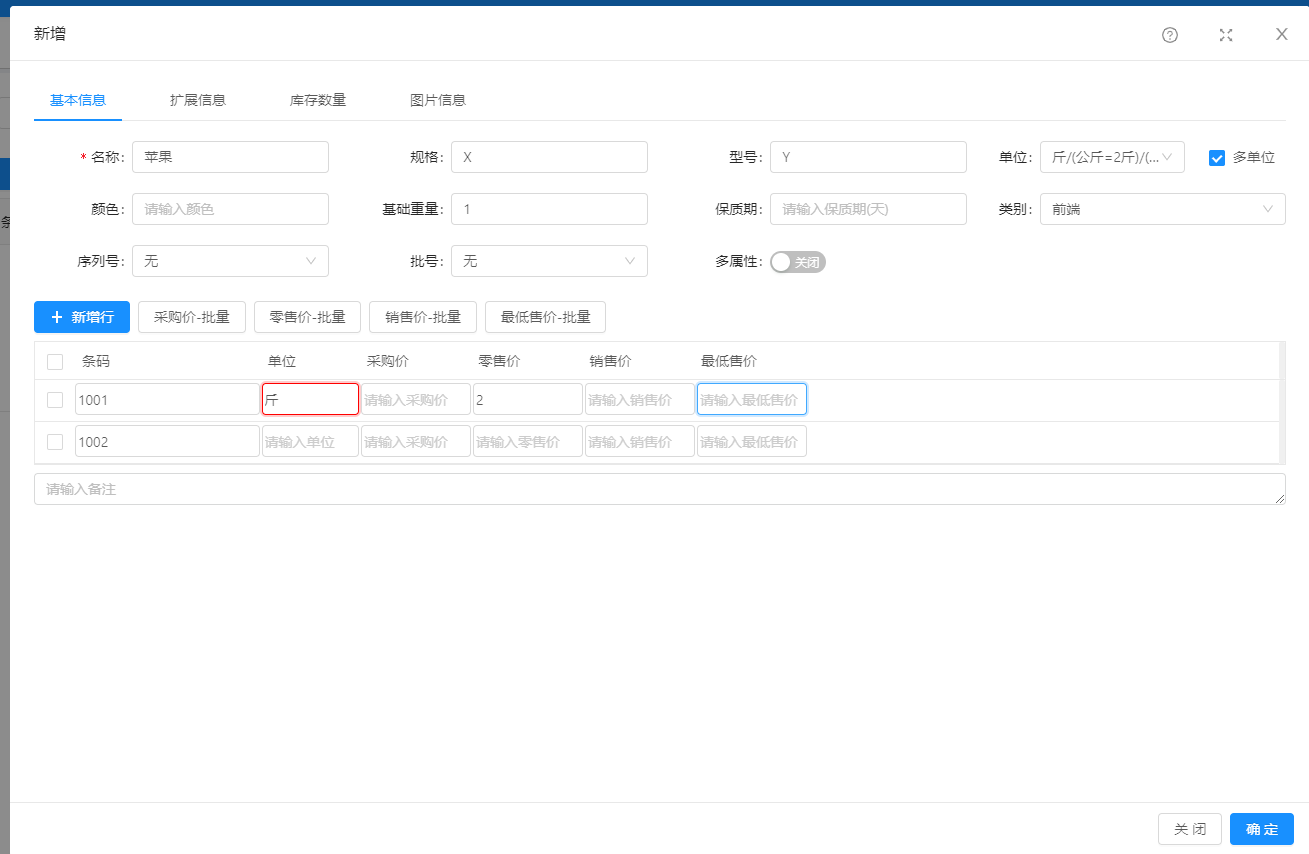 新增
基本信息 扩展信息 库存数量 图片信息
* 名称: 苹果 规格: X 型号: Y 单位: 斤/(公斤=2斤)/(... 多单位
颜色: 请输入颜色 基础重量: 1 保质期: 请输入保质期(天) 类别: 前端
序列号: 无 批号: 无 多属性: 关闭
+ 新增行 采购价-批量 零售价-批量 销售价-批量 最低售价-批量
条码 单位 采购价 零售价 销售价 最低售价
1001 斤 请输入采购价 2 请输入销售价 请输入最低售价
1002 请输入单位 请输入采购价 请输入零售价 请输入销售价 请输入最低售价
请输入备注
关 闭 确 定